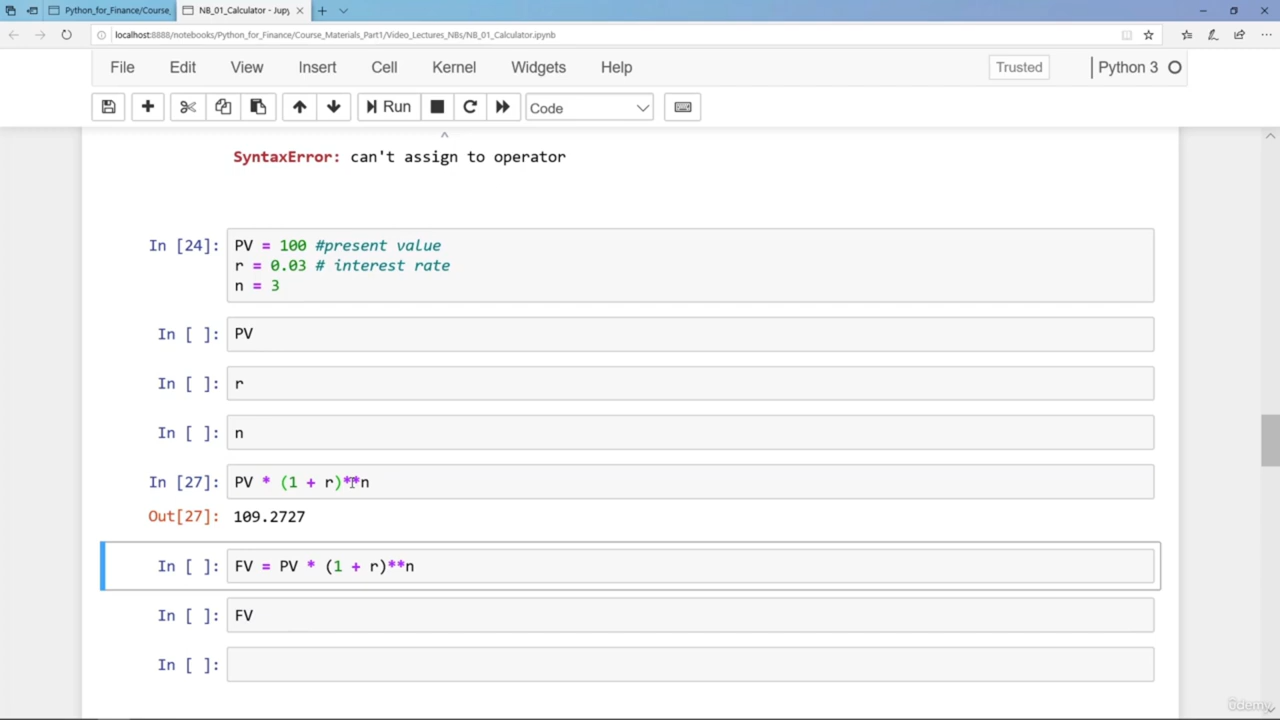 Python_for_Finance/Course_
NB_01_Calculator - Jupy
localhost:8888/notebooks/Python_for_Finance/Course_Materials_Part1/Video_Lectures_NBs/NB_01_Calculator.ipynb
File Edit View Insert Cell Kernel Widgets Help Trusted Python 3
Run Code
^
SyntaxError: can't assign to operator
In [24]: PV = 100 #present value
r = 0.03 # interest rate
n = 3
In [ ]: PV
In [ ]: r
In [ ]: n
In [27]: PV * (1 + r)**n
Out[27]: 109.2727
In [ ]: FV = PV * (1 + r)**n
In [ ]: FV
In [ ]:
Udemy